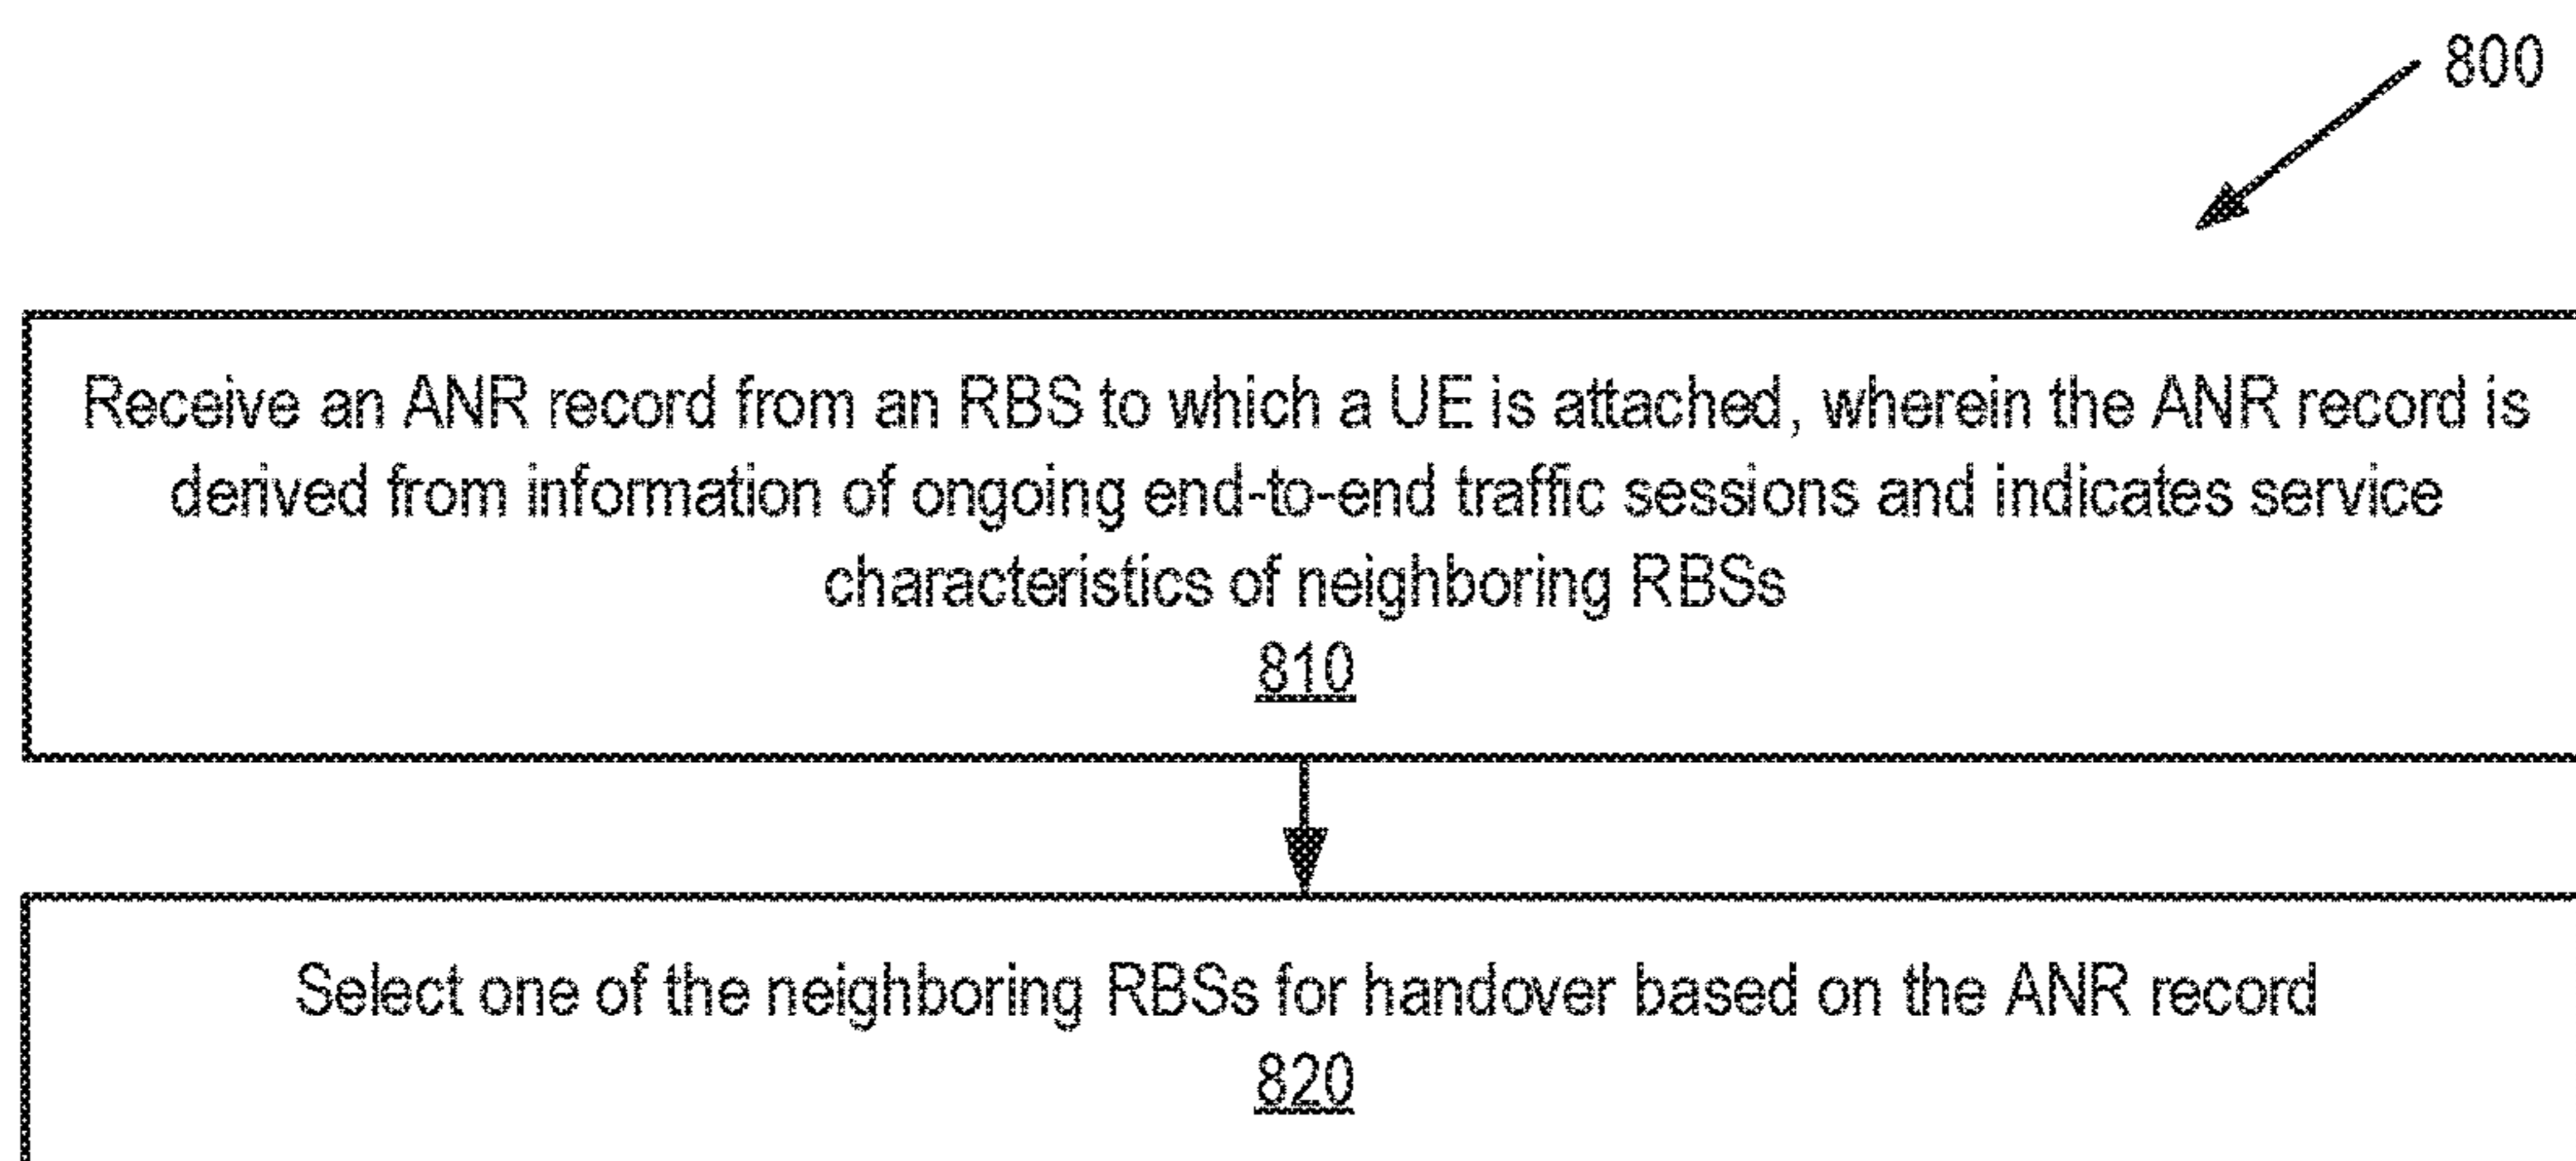 800
Receive an ANR record from an RBS to which a UE is attached, wherein the ANR record is
derived from information of ongoing end-to-end traffic sessions and indicates service
characteristics of neighboring RBSs
810
Select one of the neighboring RBSs for handover based on the ANR record
820